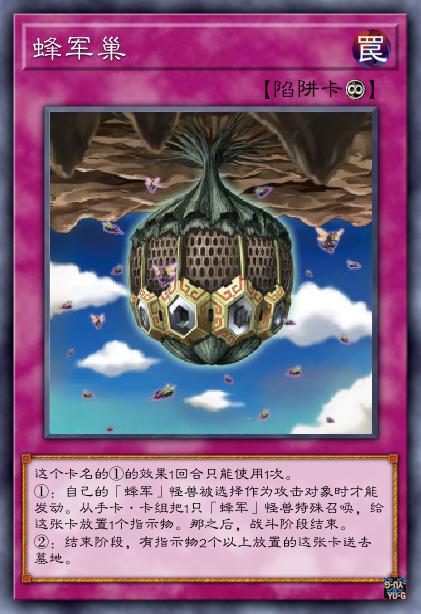 蜂军巢
罠
【陷阱卡♾】
这个卡名的①的效果1回合只能使用1次。
①：自己的「蜂军」怪兽被选择作为攻击对象时才能
发动。从手卡·卡组把1只「蜂军」怪兽特殊召唤，给
这张卡放置1个指示物。那之后，战斗阶段结束。
②：结束阶段，有指示物2个以上放置的这张卡送去
墓地。
YU-G